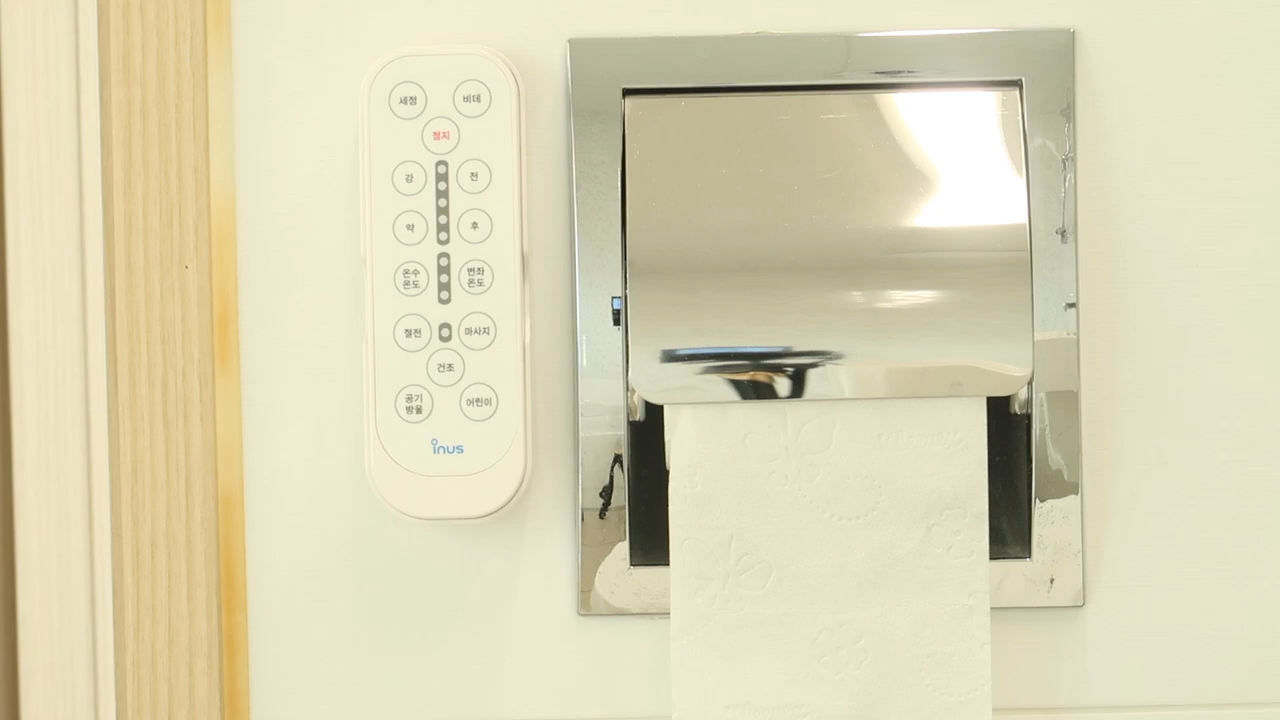 세정 비데
정지
강 전
약 후
온수 변좌
온도 온도
절전 마사지
건조
공기 어린이
방울
inus